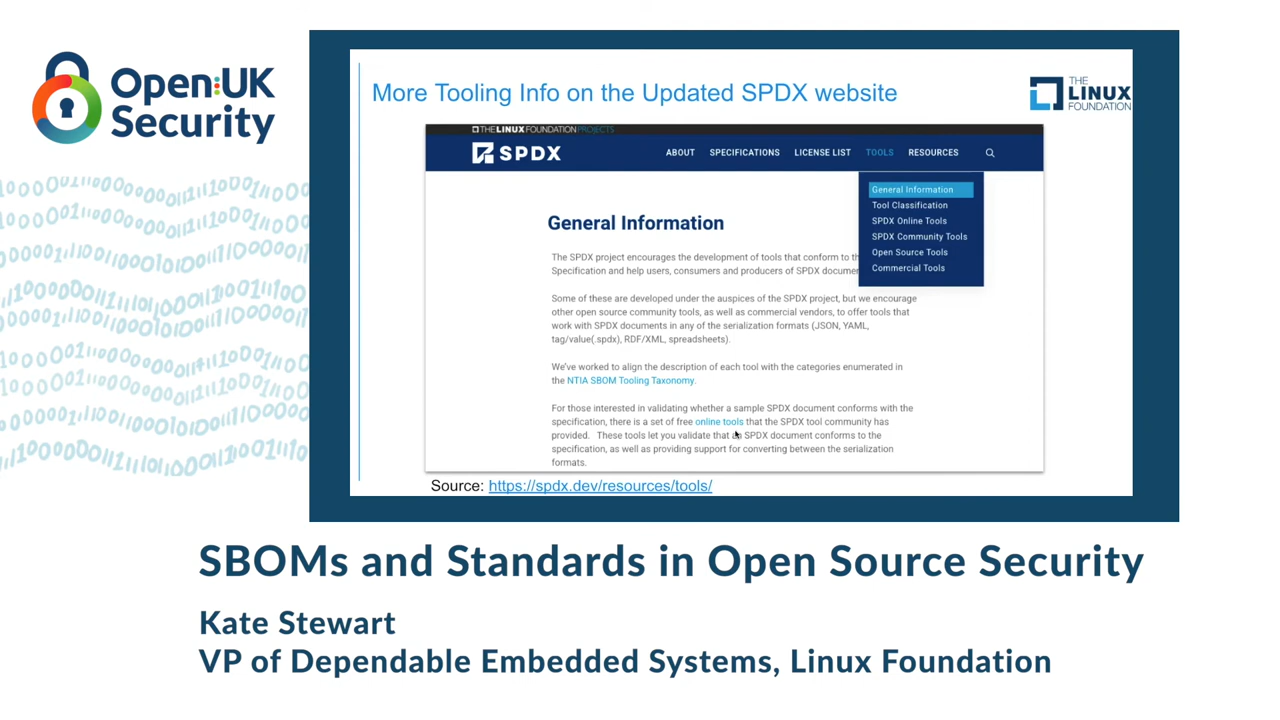 Open:UK
Security
More Tooling Info on the Updated SPDX website
THE
LINUX
FOUNDATION
THE LINUX FOUNDATION PROJECTS
SPDX
ABOUT SPECIFICATIONS LICENSE LIST TOOLS RESOURCES
General Information
Tool Classification
SPDX Online Tools
SPDX Community Tools
Open Source Tools
Commercial Tools
General Information
The SPDX project encourages the development of tools that conform to th
Specification and help users, consumers and producers of SPDX docume
Some of these are developed under the auspices of the SPDX project, but we encourage
other open source community tools, as well as commercial vendors, to offer tools that
work with SPDX documents in any of the serialization formats (JSON, YAML,
tag/value(.spdx), RDF/XML, spreadsheets).
We've worked to align the description of each tool with the categories enumerated in
the NTIA SBOM Tooling Taxonomy.
For those interested in validating whether a sample SPDX document conforms with the
specification, there is a set of free online tools that the SPDX tool community has
provided. These tools let you validate that an SPDX document conforms to the
specification, as well as providing support for converting between the serialization
formats.
Source: https://spdx.dev/resources/tools/
SBOMs and Standards in Open Source Security
Kate Stewart
VP of Dependable Embedded Systems, Linux Foundation